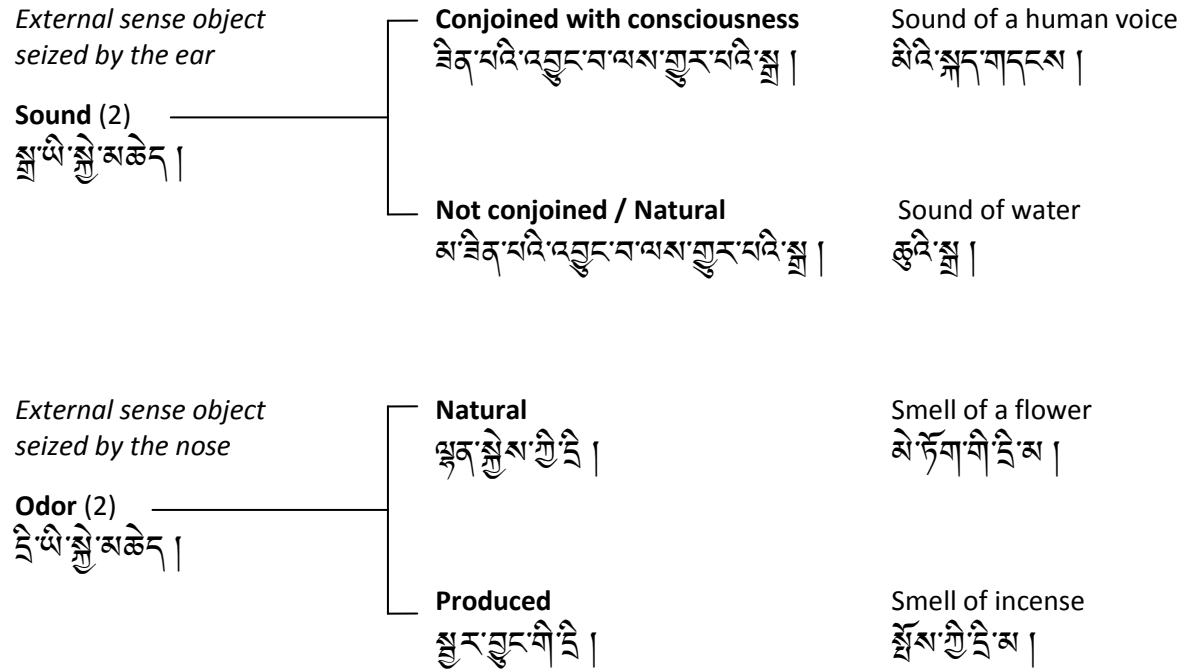 External sense object
seized by the ear
Sound (2)
སྒྲ་ཡི་སྐྱེ་མཆེད །
Conjoined with consciousness
ཟིན་པའི་འབྱུང་བ་ལས་གྱུར་པའི་སྒྲ །
Sound of a human voice
མིའི་སྐད་གདངས །
Not conjoined / Natural
མ་ཟིན་པའི་འབྱུང་བ་ལས་གྱུར་པའི་སྒྲ །
Sound of water
ཆུའི་སྒྲ །
External sense object
seized by the nose
Odor (2)
དྲི་ཡི་སྐྱེ་མཆེད །
Natural
ལྷན་སྐྱེས་ཀྱི་དྲི །
Smell of a flower
མེ་ཏོག་གི་དྲི་མ །
Produced
སྦྱར་བྱུང་གི་དྲི །
Smell of incense
སྤོས་ཀྱི་དྲི་མ །